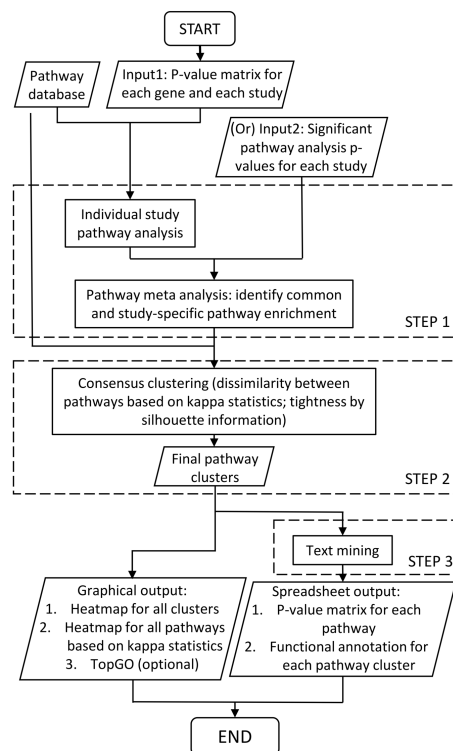 START
Pathway
database
Input1: P-value matrix for
each gene and each study
(Or) Input2: Significant
pathway analysis p-
values for each study
Individual study
pathway analysis
Pathway meta analysis: identify common
and study-specific pathway enrichment
STEP 1
Consensus clustering (dissimilarity between
pathways based on kappa statistics; tightness by
silhouette information)
Final pathway
clusters
STEP 2
Text mining
STEP 3
Graphical output:
1. Heatmap for all clusters
2. Heatmap for all pathways
based on kappa statistics
3. TopGO (optional)
Spreadsheet output:
1. P-value matrix for each
pathway
2. Functional annotation for
each pathway cluster
END